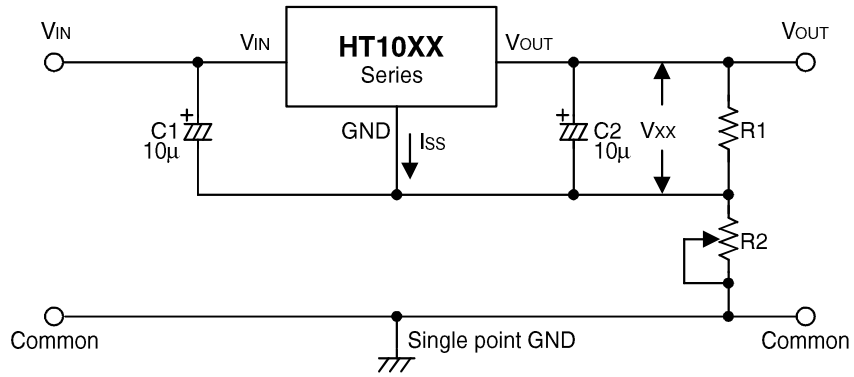 VIN
VIN
HT10XX
Series
VOUT
VOUT
C1
10μ
GND
ISS
C2
10μ
VXX
R1
R2
Common
Single point GND
Common